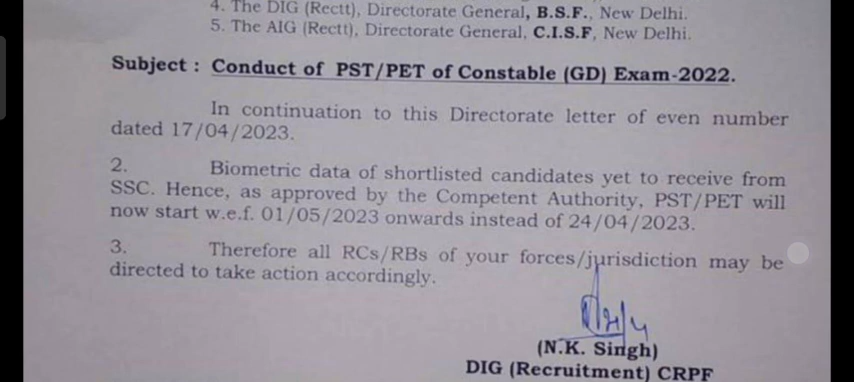 4. The DIG (Rectt), Directorate General, B.S.F., New Delhi.
5. The AIG (Rectt), Directorate General, C.I.S.F, New Delhi.
Subject : Conduct of PST/PET of Constable (GD) Exam-2022.
In continuation to this Directorate letter of even number
dated 17/04/2023.
2. Biometric data of shortlisted candidates yet to receive from
SSC. Hence, as approved by the Competent Authority, PST/PET will
now start w.e.f. 01/05/2023 onwards instead of 24/04/2023.
3. Therefore all RCs/RBs of your forces/jurisdiction may be
directed to take action accordingly.
(N.K. Singh)
DIG (Recruitment) CRPF